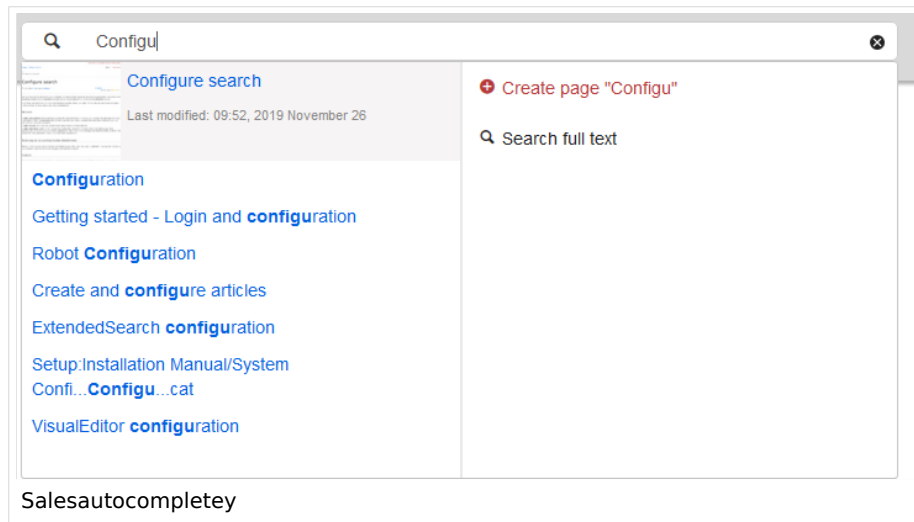 Configu
Configure search
Last modified: 09:52, 2019 November 26
Configuration
Getting started - Login and configuration
Robot Configuration
Create and configure articles
ExtendedSearch configuration
Setup:Installation Manual/System
Confi...Configu...cat
VisualEditor configuration
Create page "Configu"
Search full text
Salesautocompletey